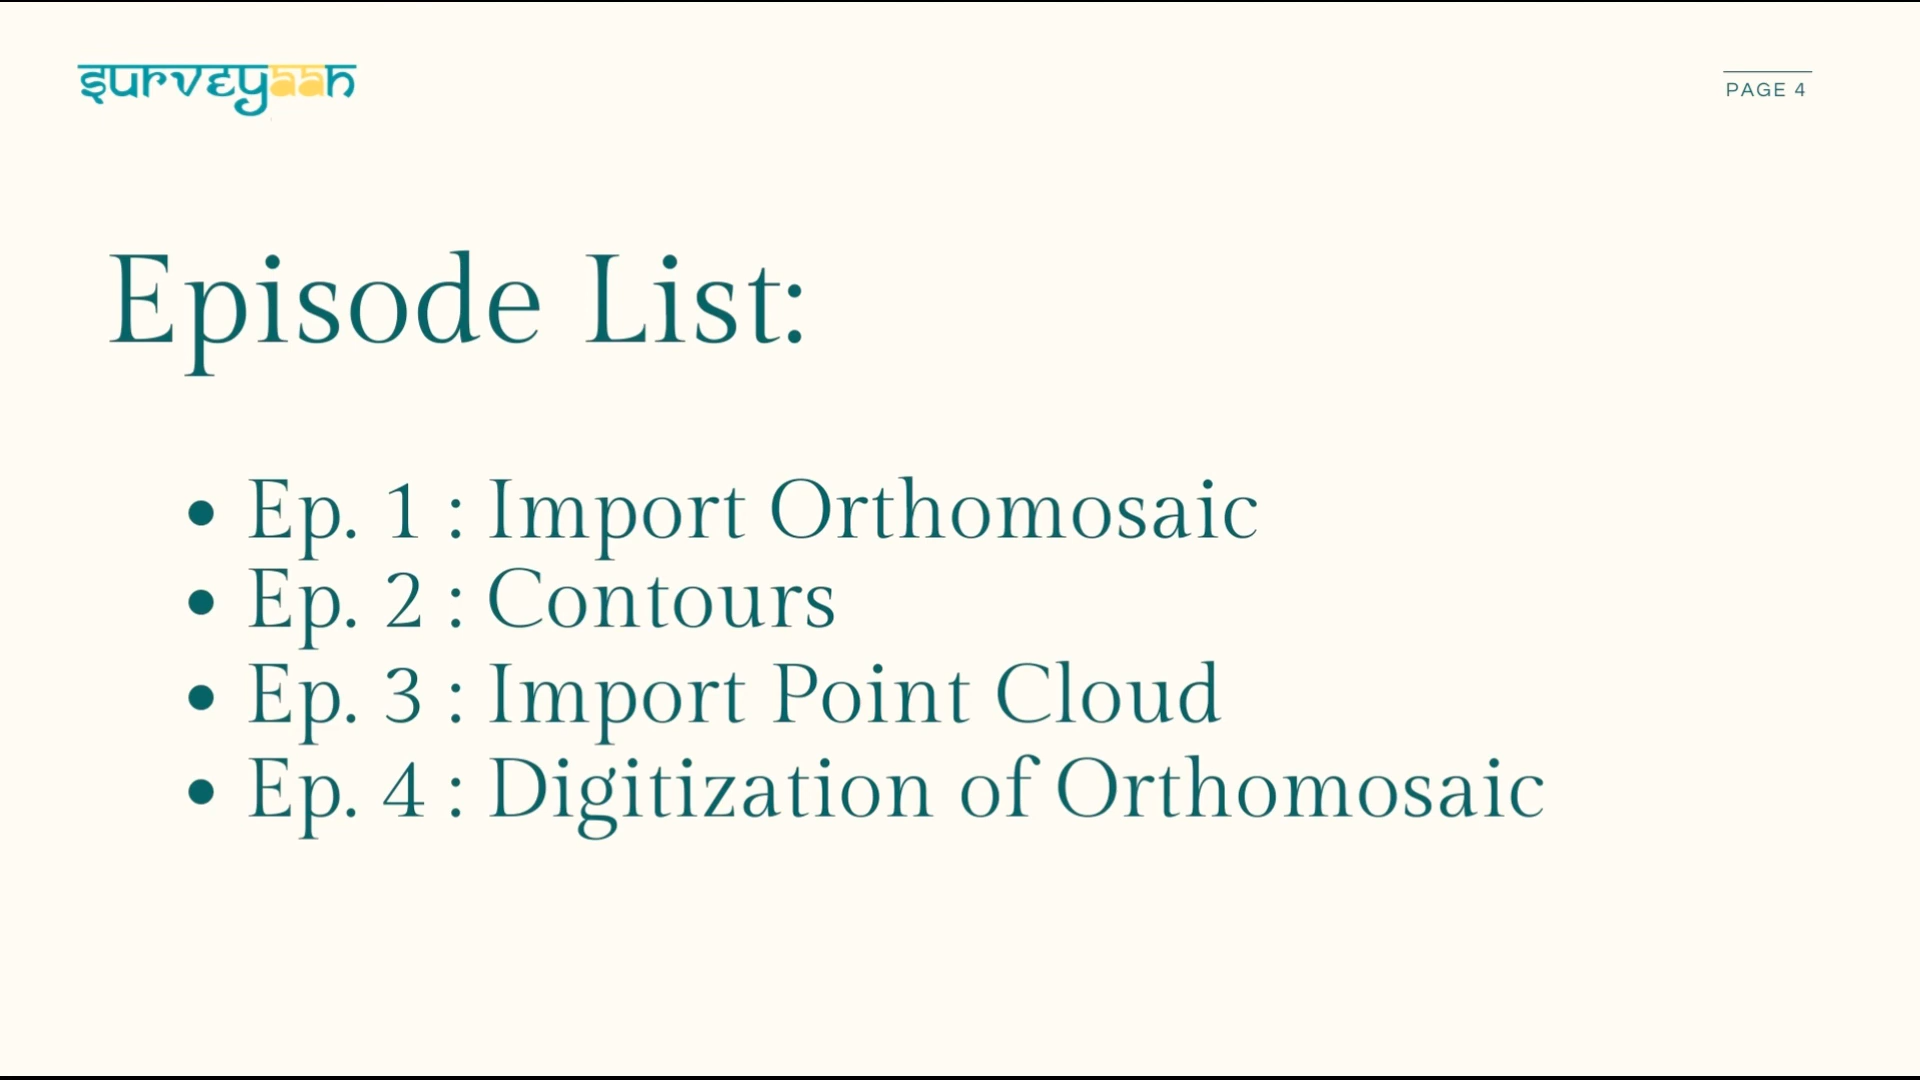 surveyaan
PAGE 4
Episode List:
• Ep. 1 : Import Orthomosaic
• Ep. 2 : Contours
• Ep. 3 : Import Point Cloud
• Ep. 4 : Digitization of Orthomosaic